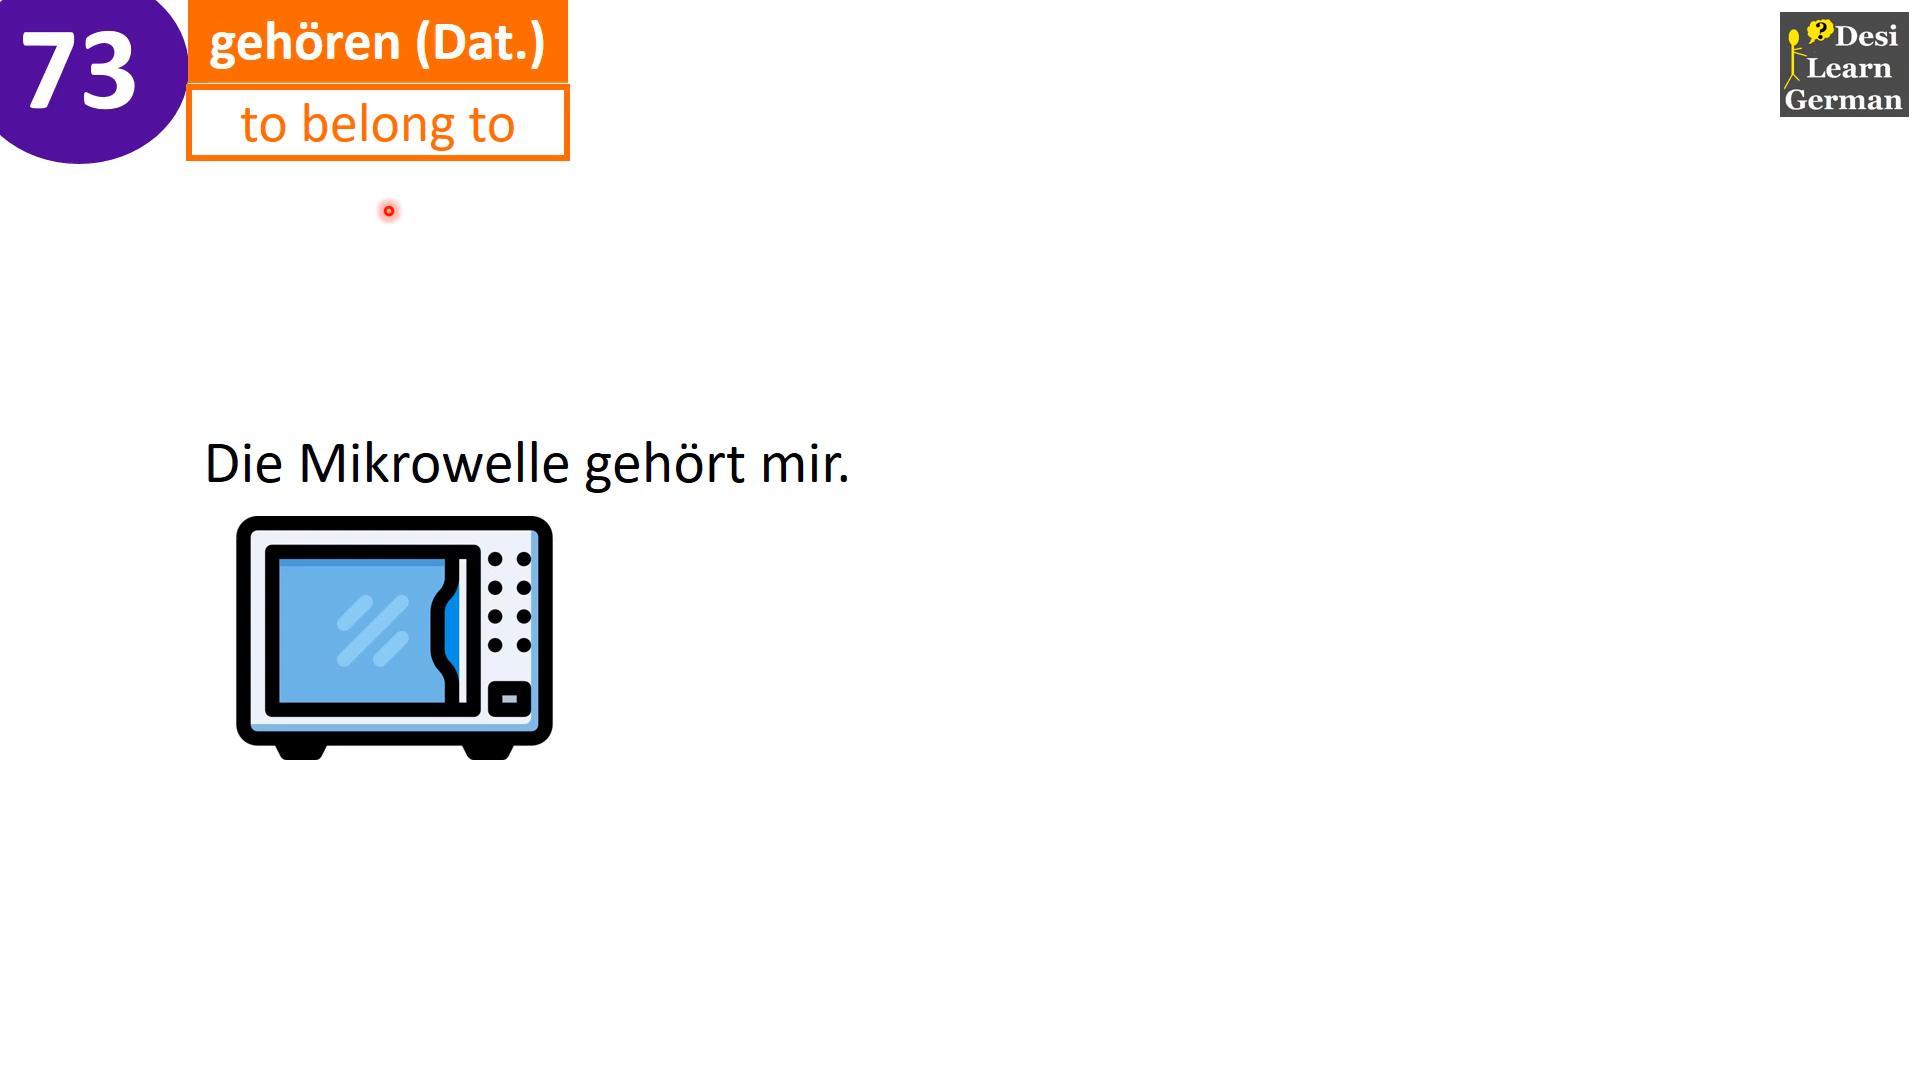 73
gehören (Dat.)
to belong to
? Desi
Learn
German
Die Mikrowelle gehört mir.